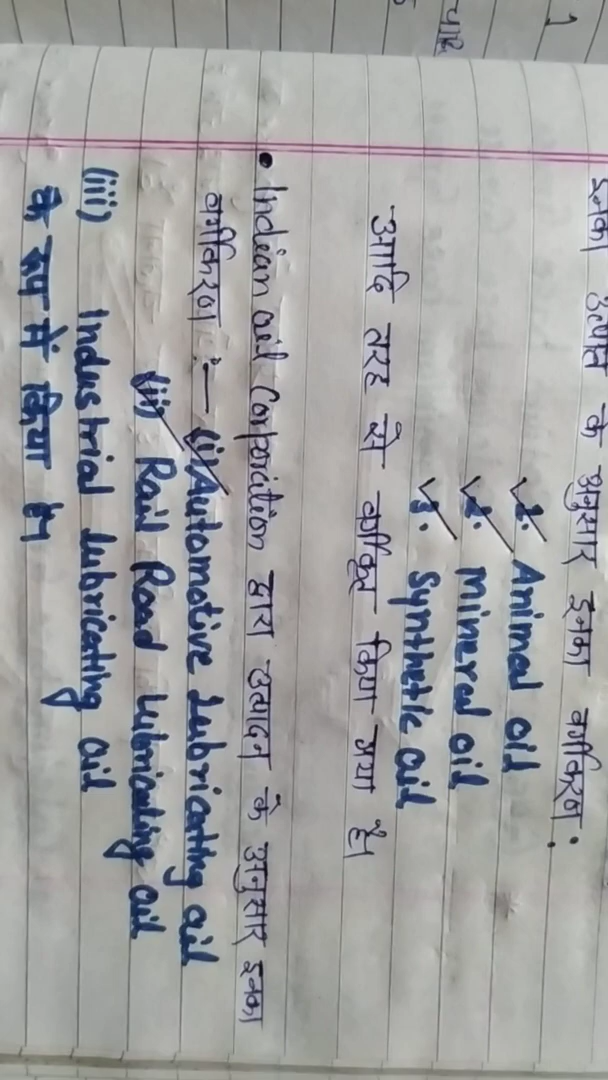 इनका उत्पाद के अनुसार इनका वर्गीकरण:
1. Animal oil
2. Mineral oil
3. Synthetic oil
आदि तरह से वर्गीकृत किया गया है।
• Indian oil Corporation द्वारा उत्पादन के अनुसार इनका
वर्गीकरण :— (i) Automotive Lubricating oil
(ii) Rail Road lubricating oil
(iii) Industrial lubricating oil
के रूप में किया है।